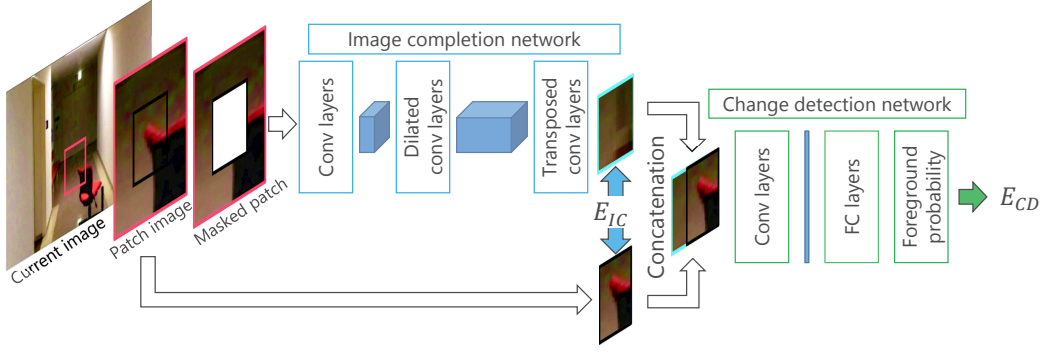 Image completion network
Current image
Patch image
Masked patch
Conv layers
Dilated
conv layers
Transposed
conv layers
E_IC
Concatenation
Change detection network
Conv layers
FC layers
Foreground
probability
E_CD